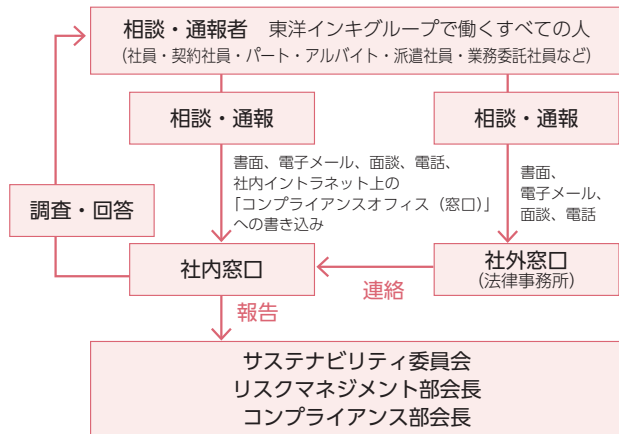 相談・通報者 東洋インキグループで働くすべての人
(社員・契約社員・パート・アルバイト・派遣社員・業務委託社員など)
相談・通報
相談・通報
書面、電子メール、面談、電話、
社内イントラネット上の
「コンプライアンスオフィス(窓口)」
への書き込み
書面、
電子メール、
面談、電話
調査・回答
社内窓口
連絡
社外窓口
(法律事務所)
報告
サステナビリティ委員会
リスクマネジメント部会長
コンプライアンス部会長